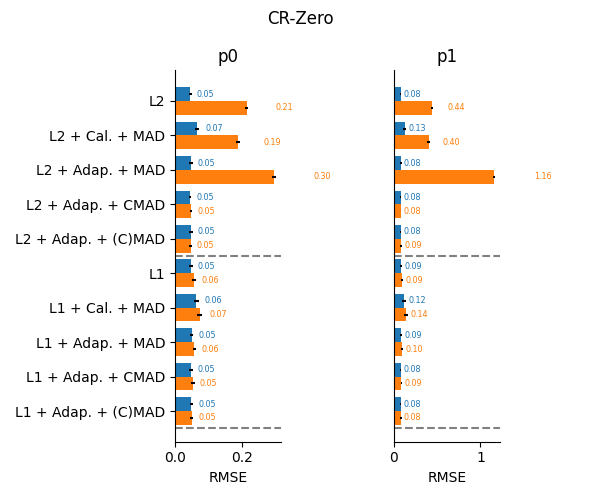 CR-Zero
p0 p1
L2 0.05 0.08
0.21 0.44
L2 + Cal. + MAD 0.07 0.13
0.19 0.40
L2 + Adap. + MAD 0.05 0.08
0.30 1.16
L2 + Adap. + CMAD 0.05 0.08
0.05 0.08
L2 + Adap. + (C)MAD 0.05 0.08
0.05 0.09
L1 0.05 0.09
0.06 0.09
L1 + Cal. + MAD 0.06 0.12
0.07 0.14
L1 + Adap. + MAD 0.05 0.09
0.06 0.10
L1 + Adap. + CMAD 0.05 0.08
0.05 0.09
L1 + Adap. + (C)MAD 0.05 0.08
0.05 0.08
0.0 0.2 0 1
RMSE RMSE